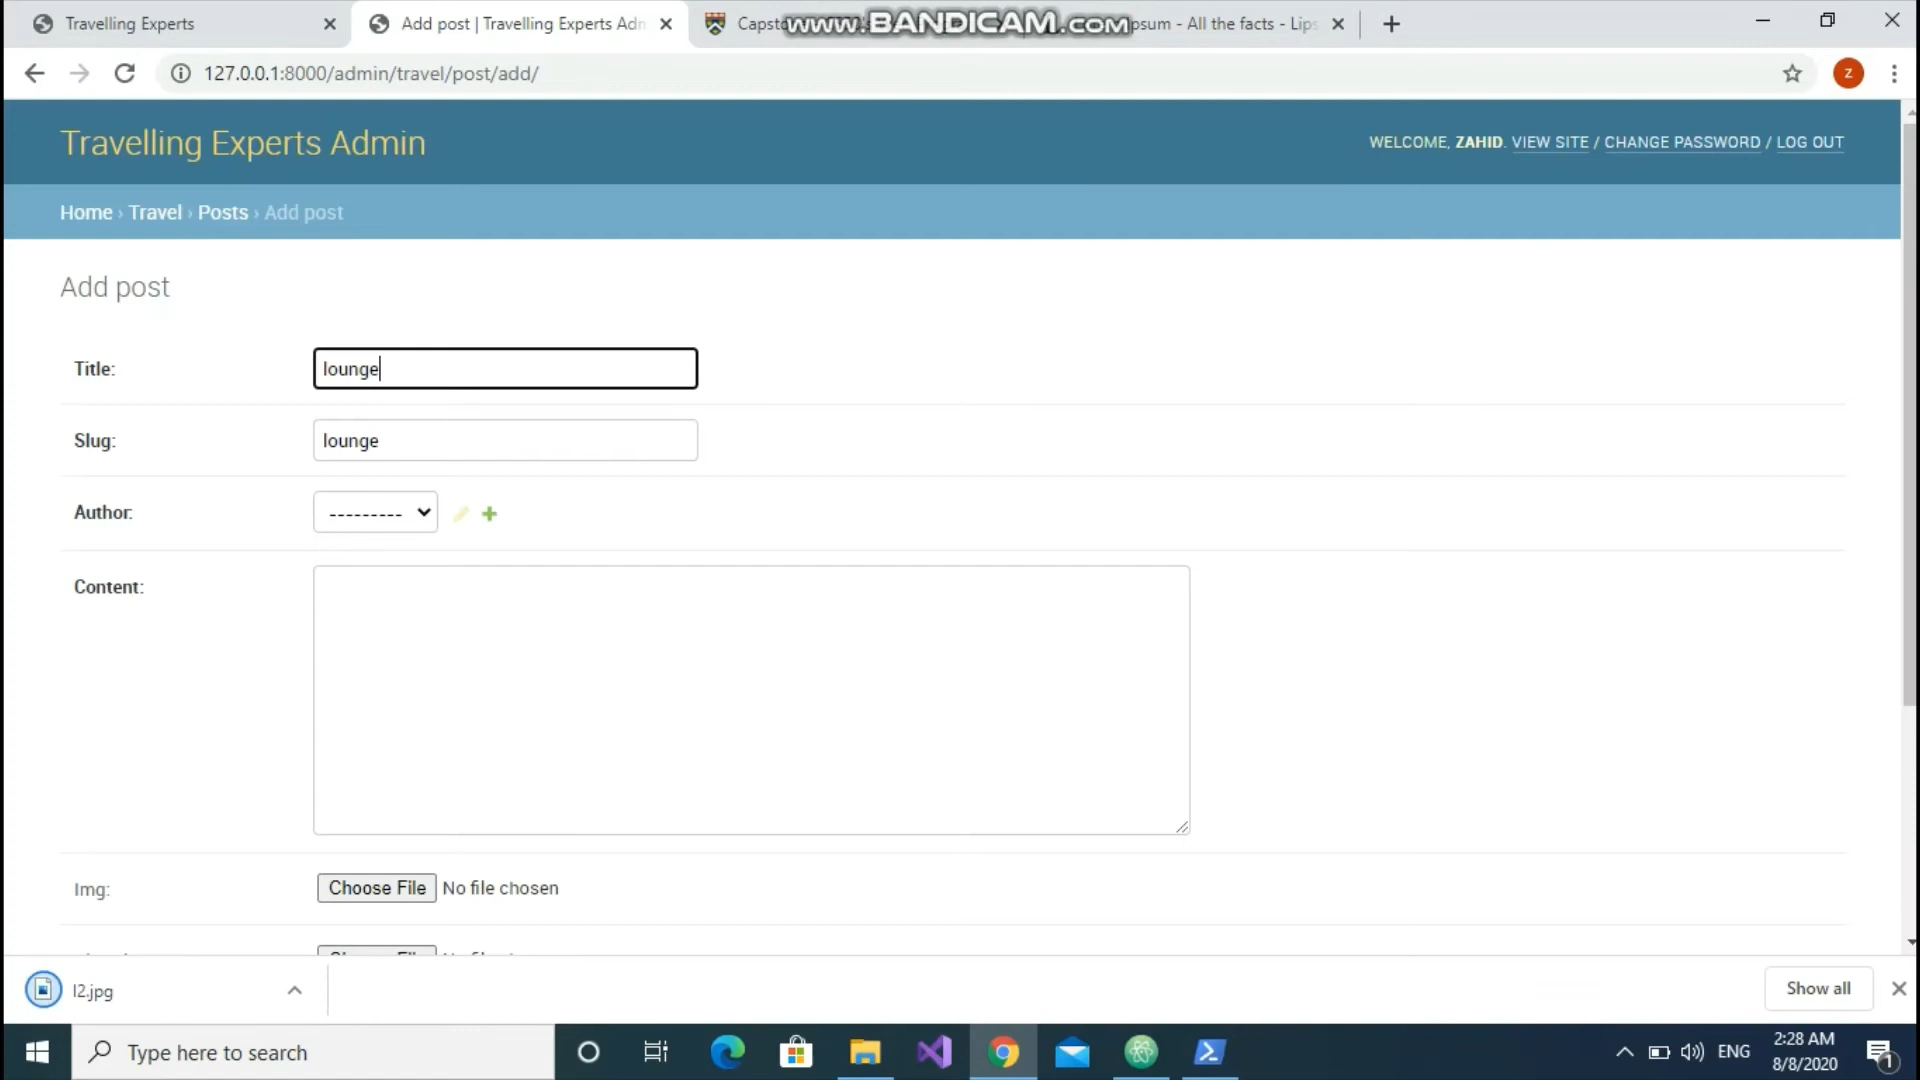 Travelling Experts
Add post | Travelling Experts Adn
Capst
www.BANDICAM.com
psum - All the facts - Lips
127.0.0.1:8000/admin/travel/post/add/
z
Travelling Experts Admin
WELCOME, ZAHID. VIEW SITE / CHANGE PASSWORD / LOG OUT
Home › Travel › Posts › Add post
Add post
Title:
lounge
Slug:
lounge
Author:
---------
Content:
Img:
Choose File No file chosen
l2.jpg
Show all
Type here to search
ENG
2:28 AM
8/8/2020
1